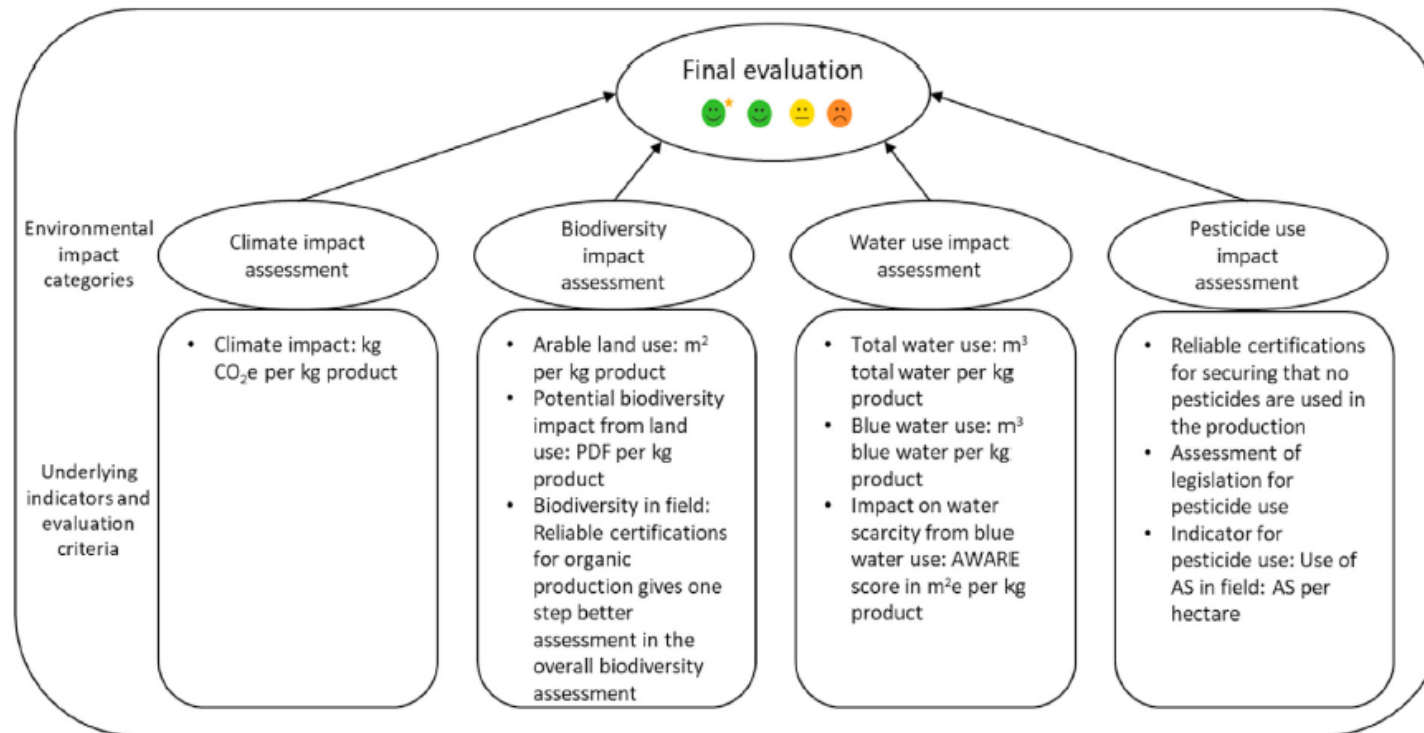 Final evaluation
Environmental
impact
categories
Climate impact
assessment
Biodiversity
impact
assessment
Water use impact
assessment
Pesticide use
impact
assessment
Underlying
indicators and
evaluation
criteria
• Climate impact: kg
CO₂e per kg product
• Arable land use: m²
per kg product
• Potential biodiversity
impact from land
use: PDF per kg
product
• Biodiversity in field:
Reliable certifications
for organic
production gives one
step better
assessment in the
overall biodiversity
assessment
• Total water use: m³
total water per kg
product
• Blue water use: m³
blue water per kg
product
• Impact on water
scarcity from blue
water use: AWARE
score in m²e per kg
product
• Reliable certifications
for securing that no
pesticides are used in
the production
• Assessment of
legislation for
pesticide use
• Indicator for
pesticide use: Use of
AS in field: AS per
hectare